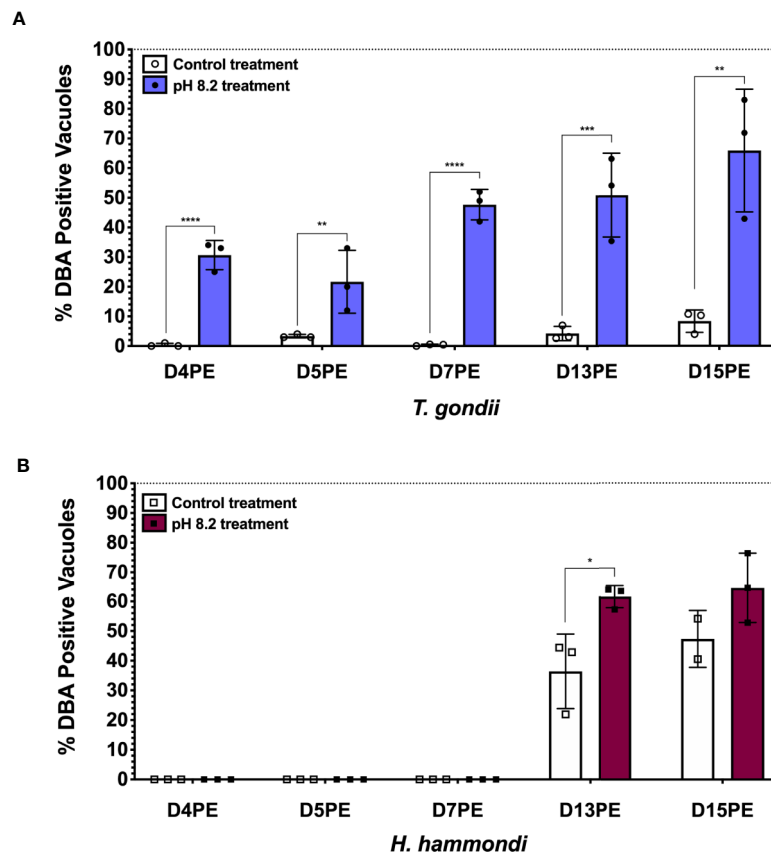 A
% DBA Positive Vacuoles
100
90
80
70
60
50
40
30
20
10
0
Control treatment
pH 8.2 treatment
****
**
****
***
**
D4PE D5PE D7PE D13PE D15PE
T. gondii
B
% DBA Positive Vacuoles
100
90
80
70
60
50
40
30
20
10
0
Control treatment
pH 8.2 treatment
*
D4PE D5PE D7PE D13PE D15PE
H. hammondi